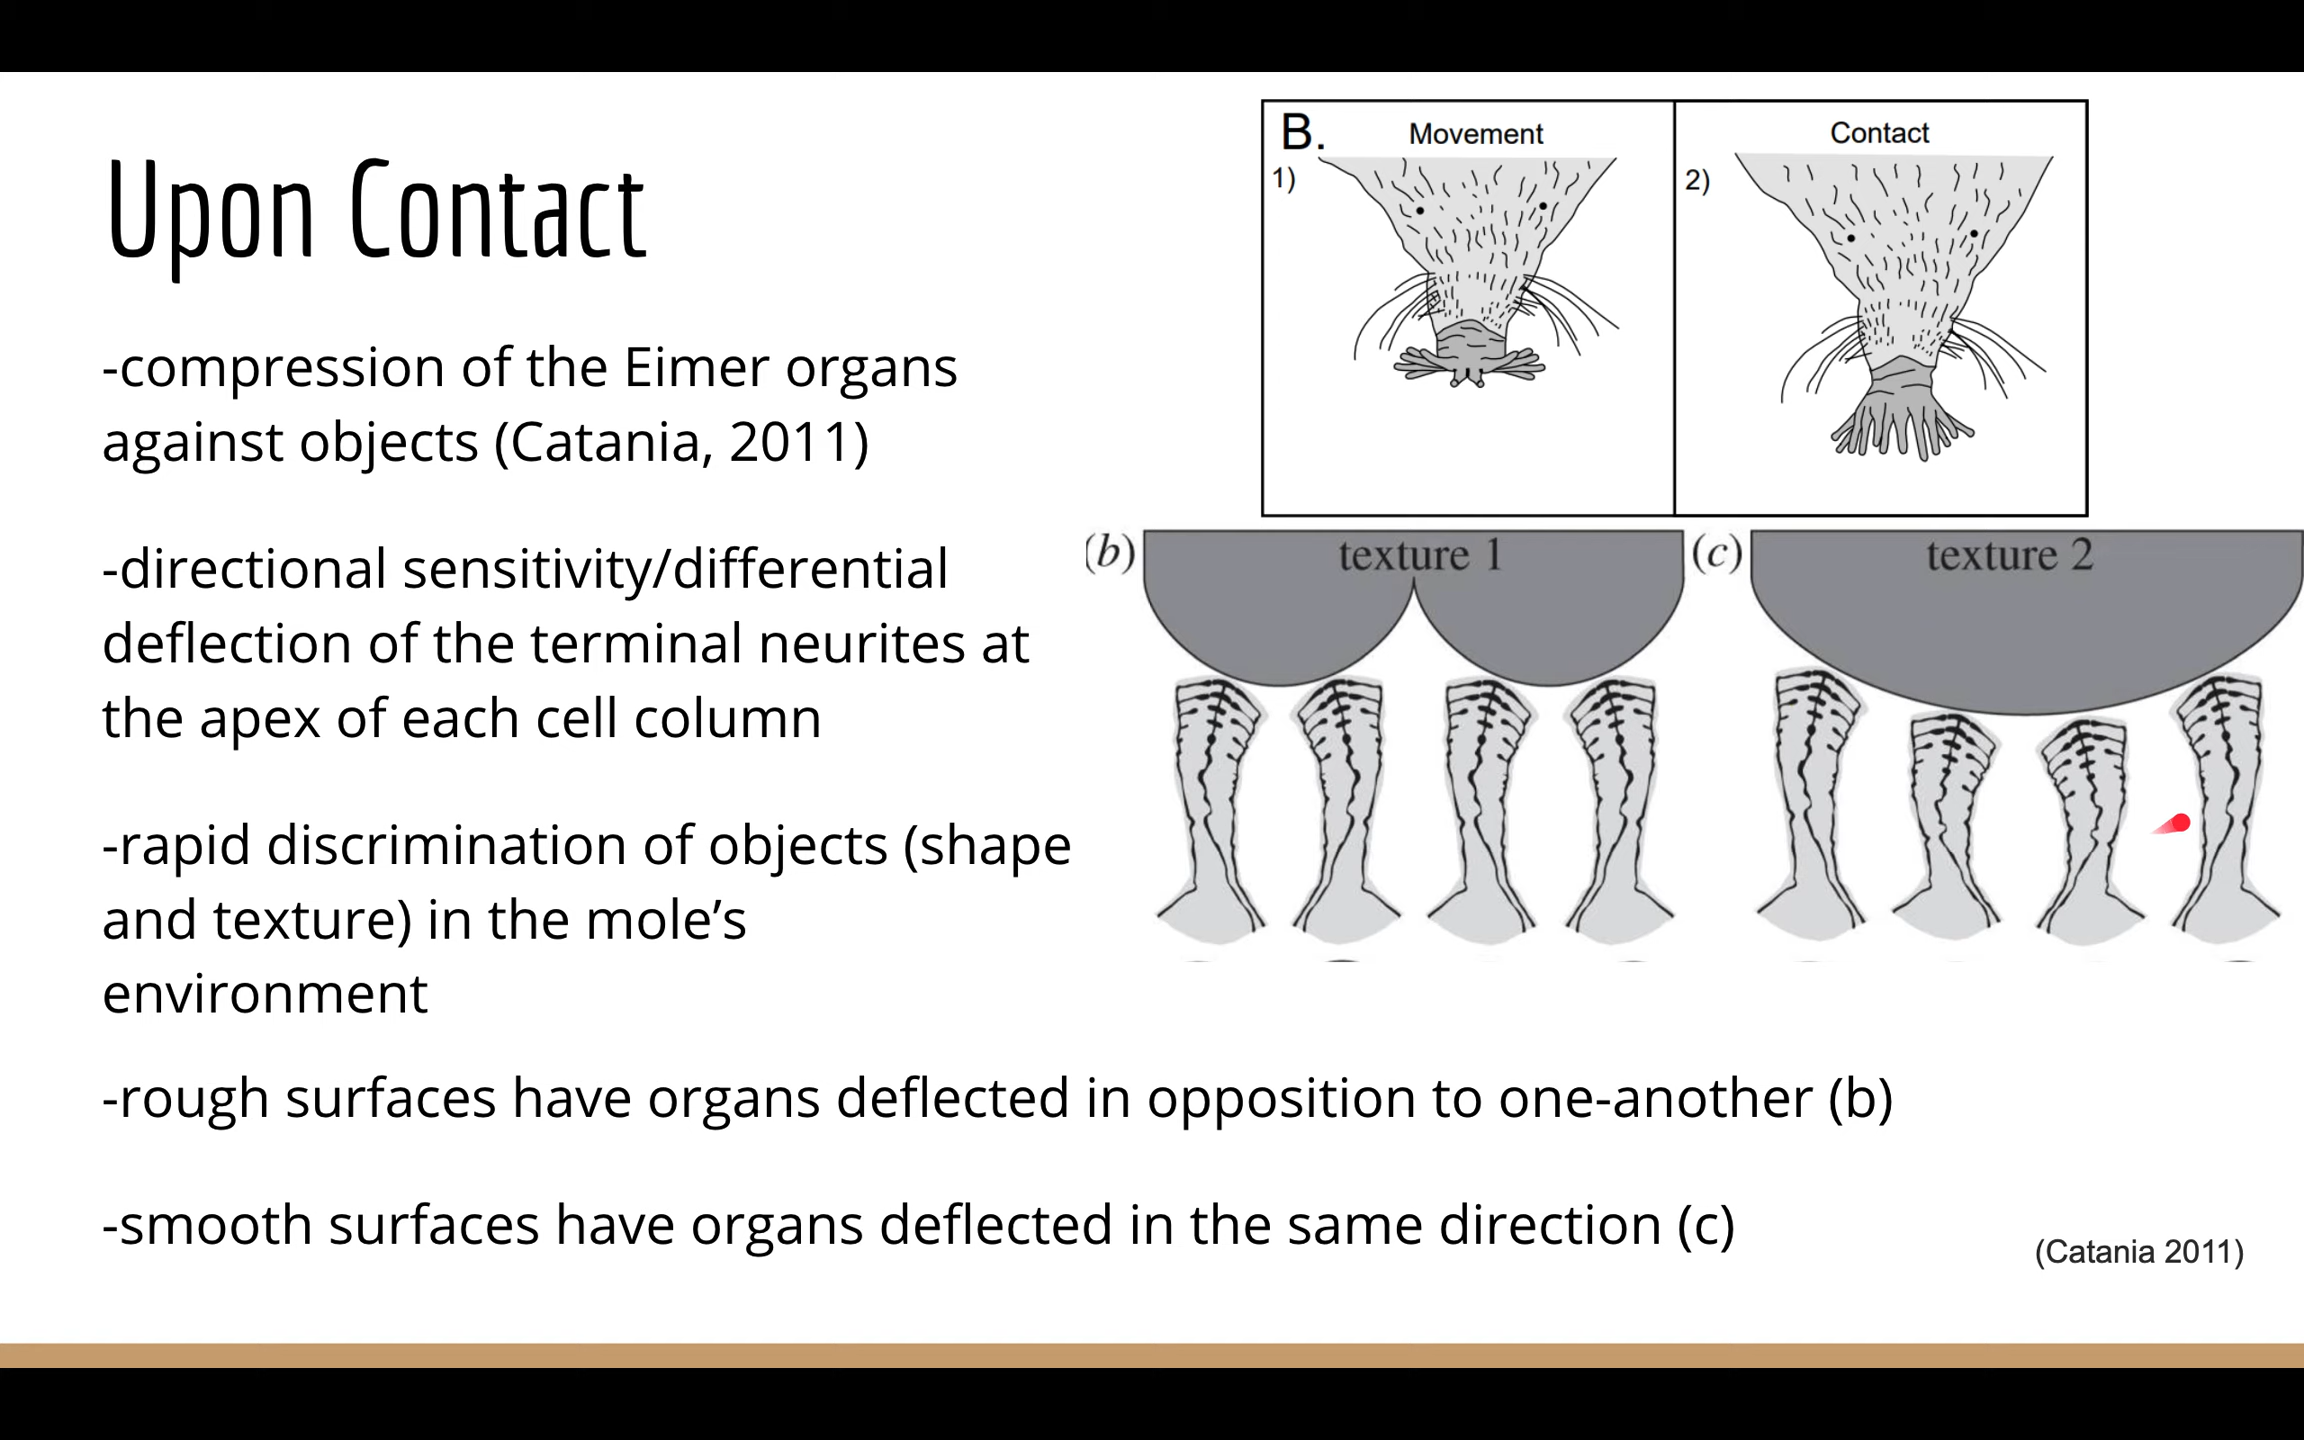 Upon Contact
-compression of the Eimer organs
against objects (Catania, 2011)
-directional sensitivity/differential
deflection of the terminal neurites at
the apex of each cell column
-rapid discrimination of objects (shape
and texture) in the mole’s
environment
-rough surfaces have organs deflected in opposition to one-another (b)
-smooth surfaces have organs deflected in the same direction (c)
B.
Movement
1)
Contact
2)
(b)
texture 1
(c)
texture 2
(Catania 2011)